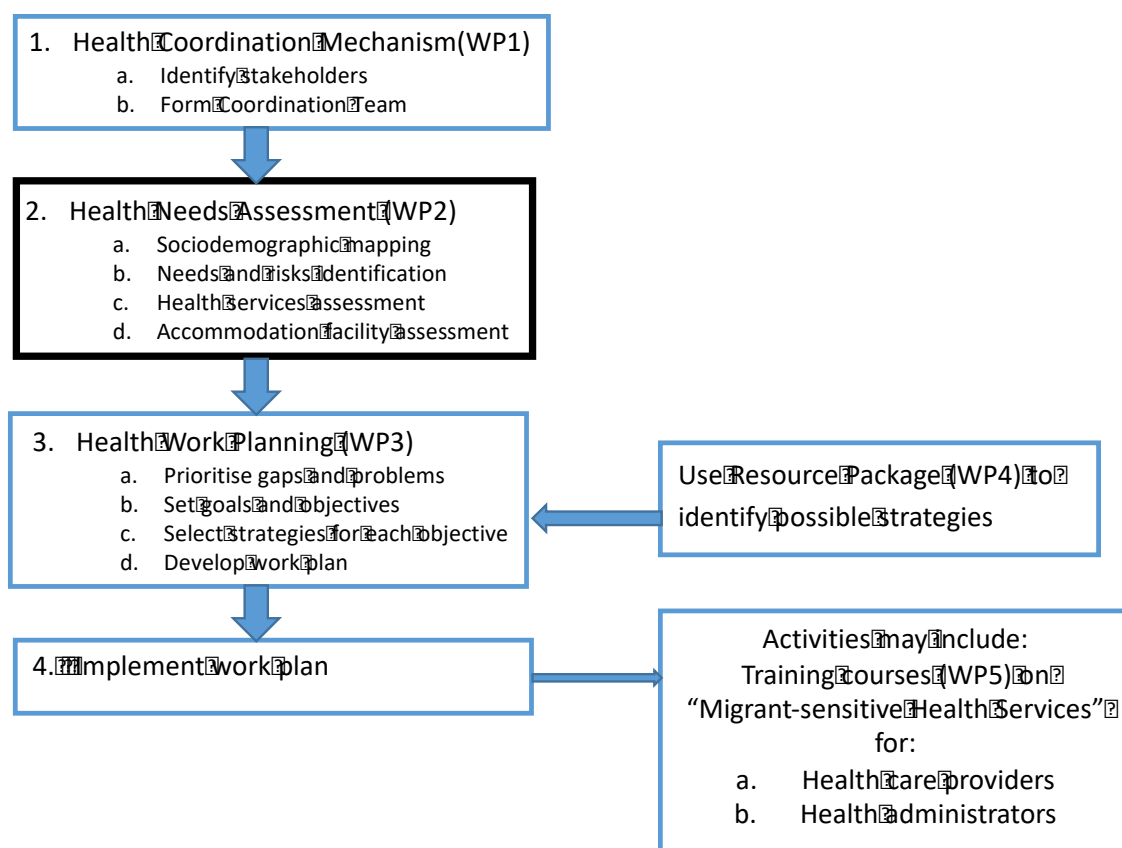 1. Health Coordination Mechanism(WP1)
a. Identify stakeholders
b. Form Coordination Team
2. Health Needs Assessment (WP2)
a. Sociodemographic mapping
b. Needs and risks identification
c. Health services assessment
d. Accommodation facility assessment
3. Health Work Planning (WP3)
a. Prioritise gaps and problems
b. Set goals and objectives
c. Select strategies for each objective
d. Develop work plan
Use Resource Package (WP4) to
identify possible strategies
4. Implement work plan
Activities may include:
Training courses (WP5) on
“Migrant-sensitive Health Services”
for:
a. Health care providers
b. Health administrators